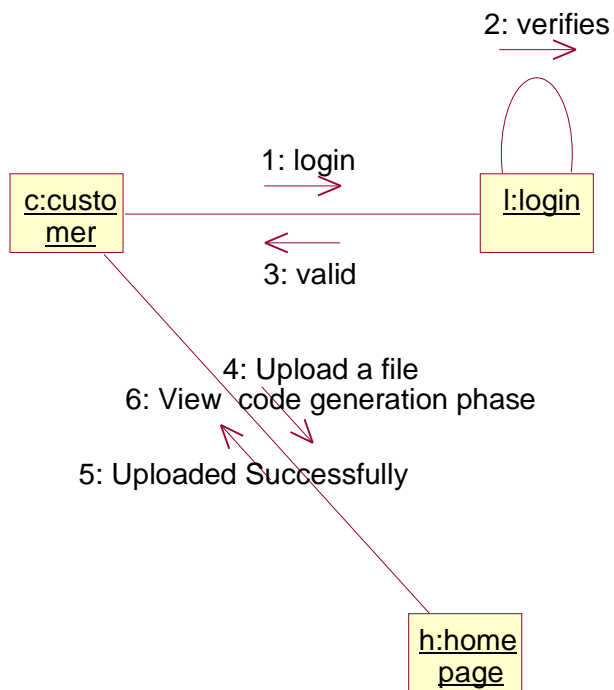 2: verifies
1: login
c:custo
mer
l:login
3: valid
4: Upload a file
6: View code generation phase
5: Uploaded Successfully
h:home
page